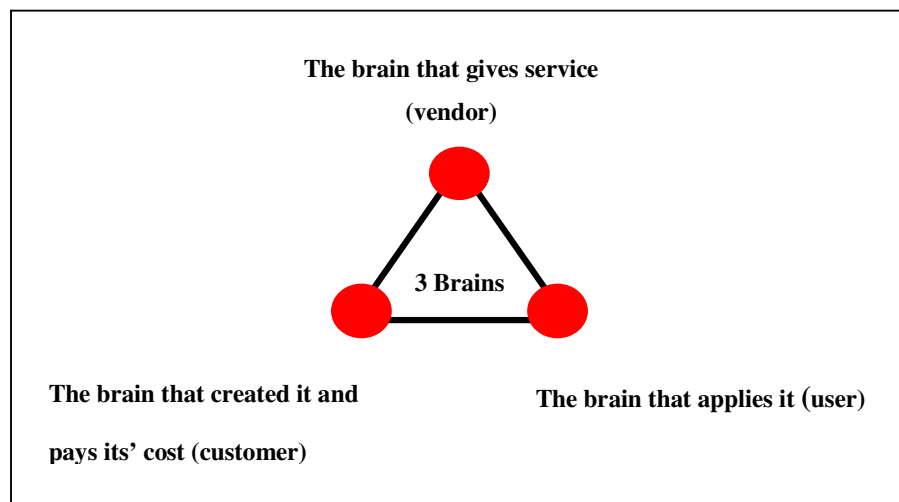 The brain that gives service
(vendor)
3 Brains
The brain that created it and
pays its’ cost (customer)
The brain that applies it (user)